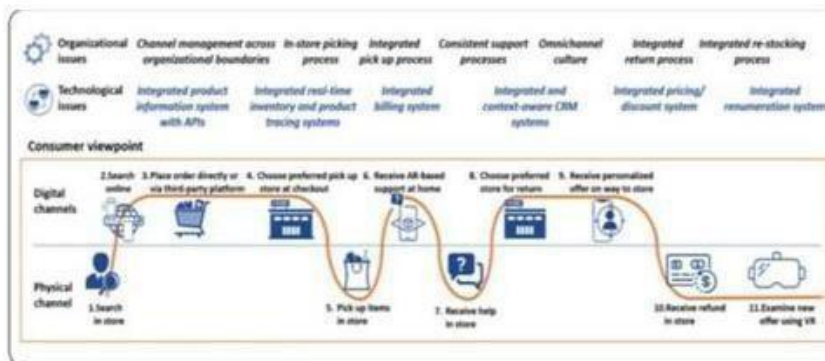 Organizational issues
Channel management across organizational boundaries
In-store picking process
Integrated pick up process
Consistent support processes
Omnichannel culture
Integrated return process
Integrated re-stocking process
Technological issues
Integrated product information system with APIs
Integrated real-time inventory and product tracing systems
Integrated billing system
Integrated and context-aware CRM systems
Integrated pricing/ discount system
Integrated renumeration system
Consumer viewpoint
Digital channels
2.Search online
3.Place order directly or via third-party platform
4. Choose preferred pick up store at checkout
6. Receive AR-based support at home
8. Choose preferred store for return
9. Receive personalized offer on way to store
Physical channel
1.Search in store
5. Pick up items in store
7. Receive help in store
10.Receive refund in store
11.Examine new offer using VR